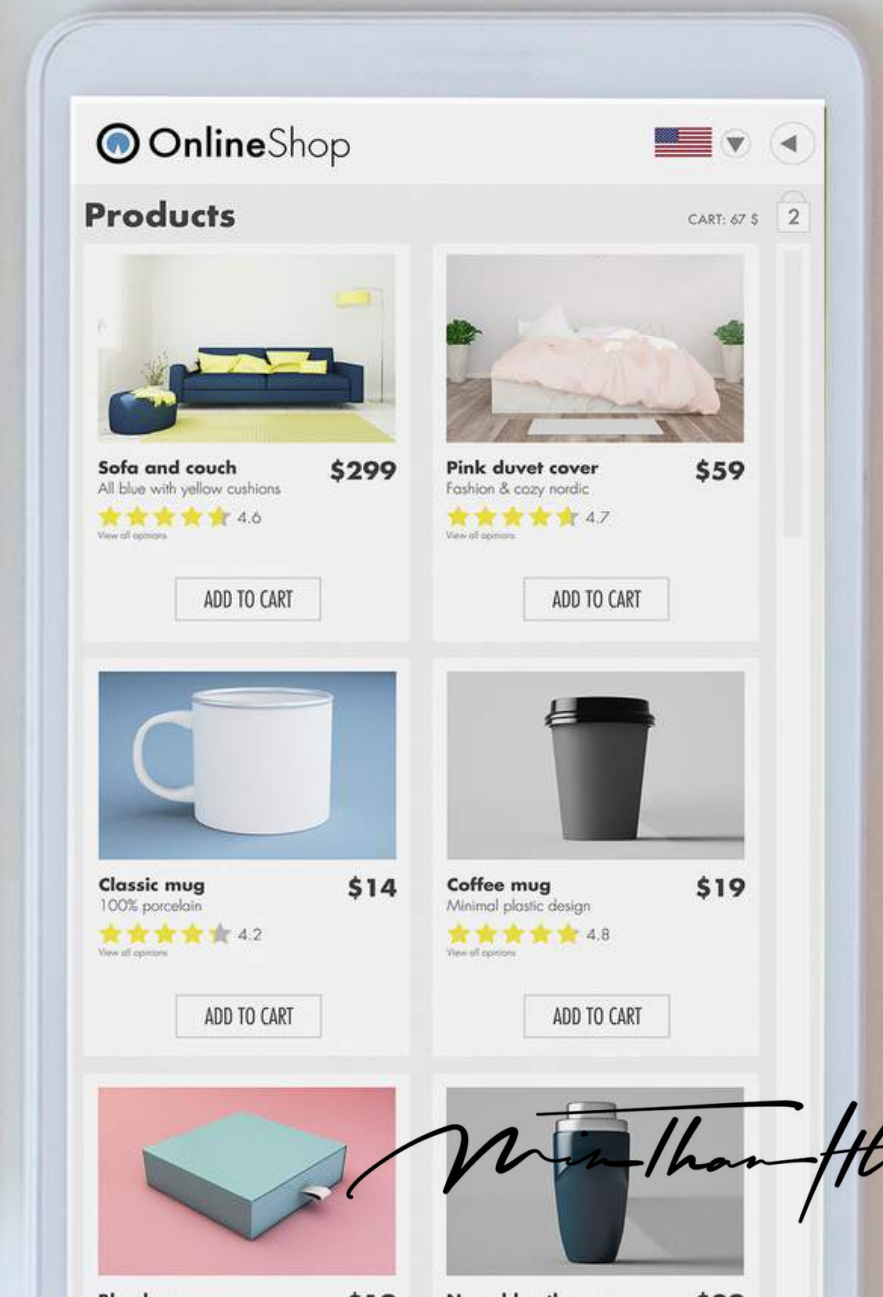 OnlineShop
Products
CART: 67 $
2
Sofa and couch
$299
All blue with yellow cushions
4.6
View all opinions
ADD TO CART
Pink duvet cover
$59
Fashion & cozy nordic
4.7
View all opinions
ADD TO CART
Classic mug
$14
100% porcelain
4.2
View all opinions
ADD TO CART
Coffee mug
$19
Minimal plastic design
4.8
View all opinions
ADD TO CART